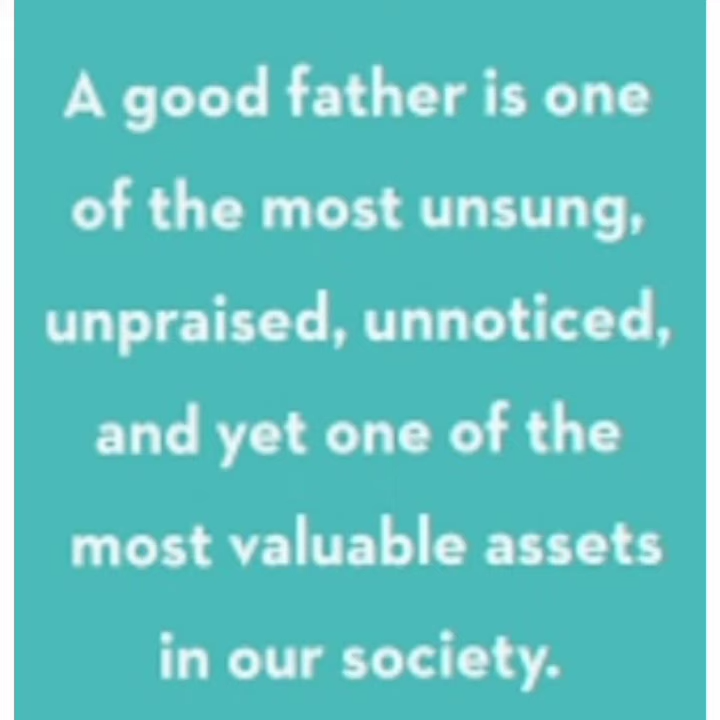 A good father is one
of the most unsung,
unpraised, unnoticed,
and yet one of the
most valuable assets
in our society.